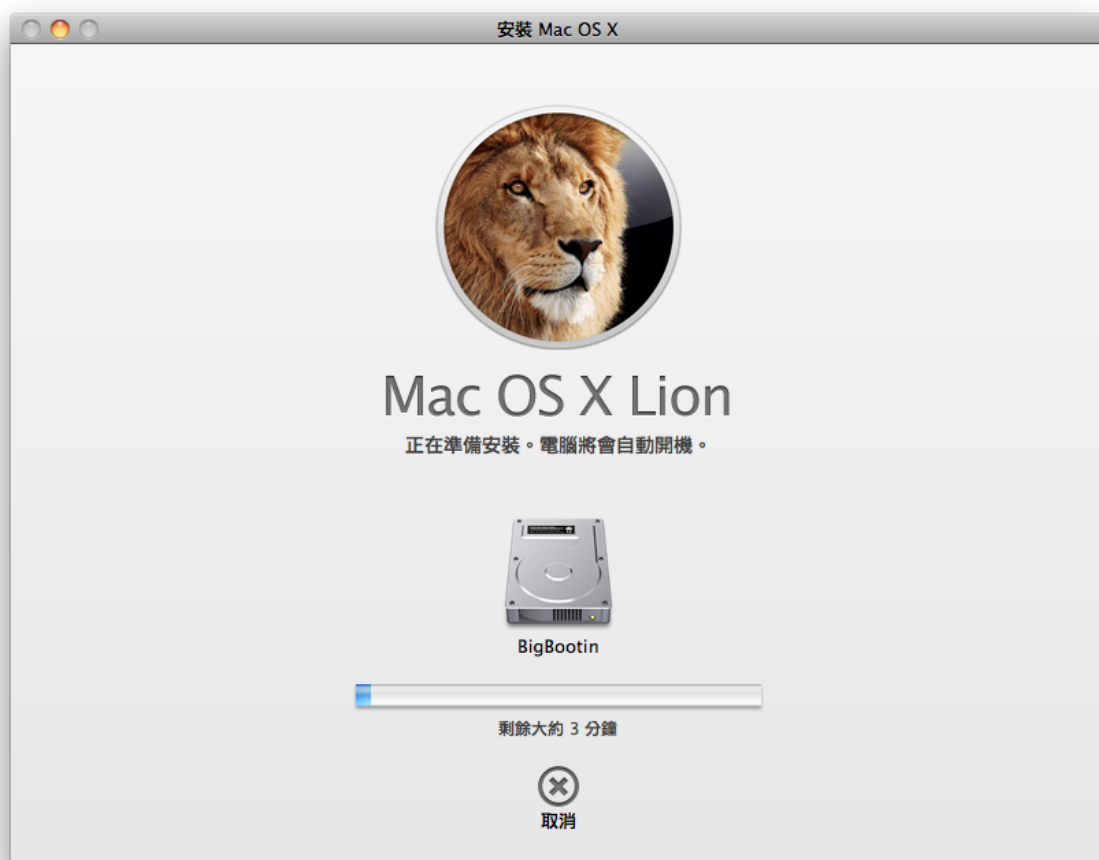 安裝 Mac OS X
Mac OS X Lion
正在準備安裝。電腦將會自動開機。
BigBootin
剩餘大約 3 分鐘
取消